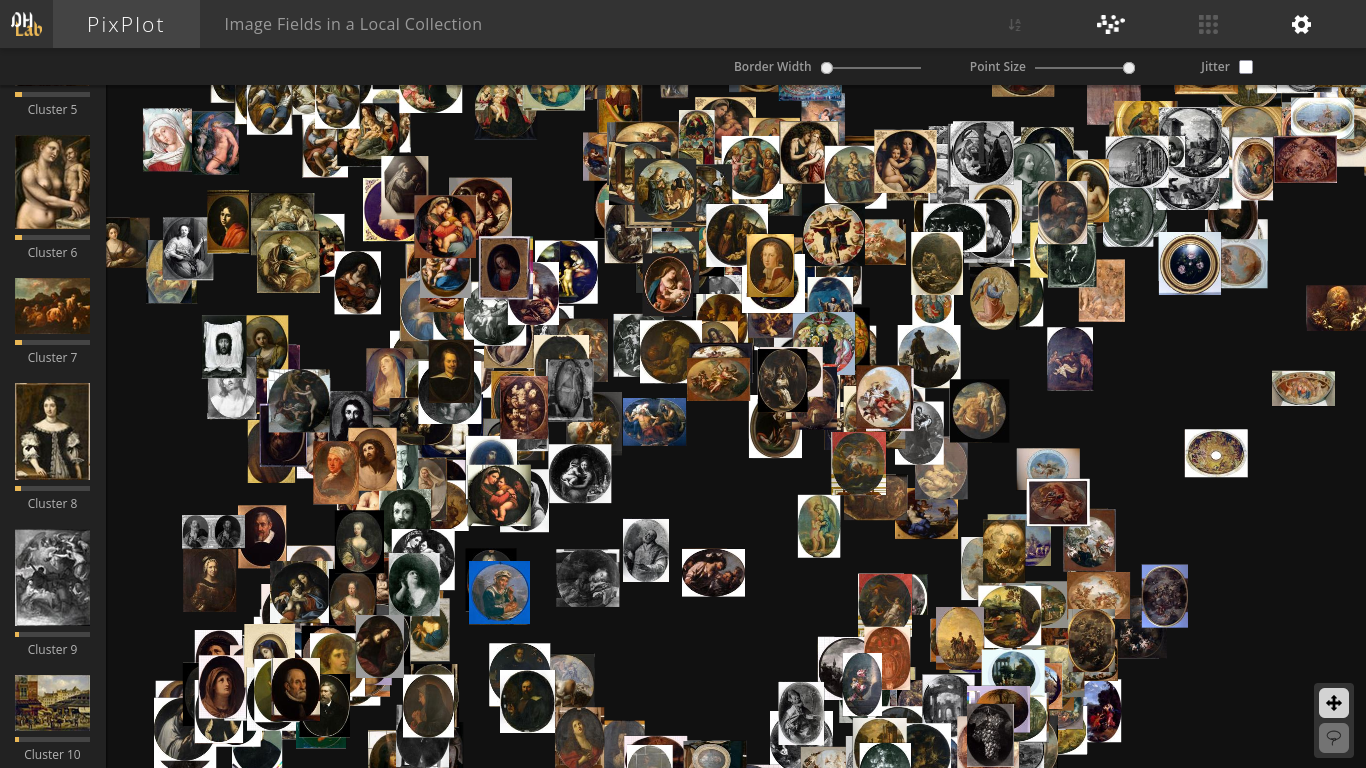 DH
Lab
PixPlot
Image Fields in a Local Collection
A
Z
Border Width
Point Size
Jitter
Cluster 5
Cluster 6
Cluster 7
Cluster 8
Cluster 9
Cluster 10